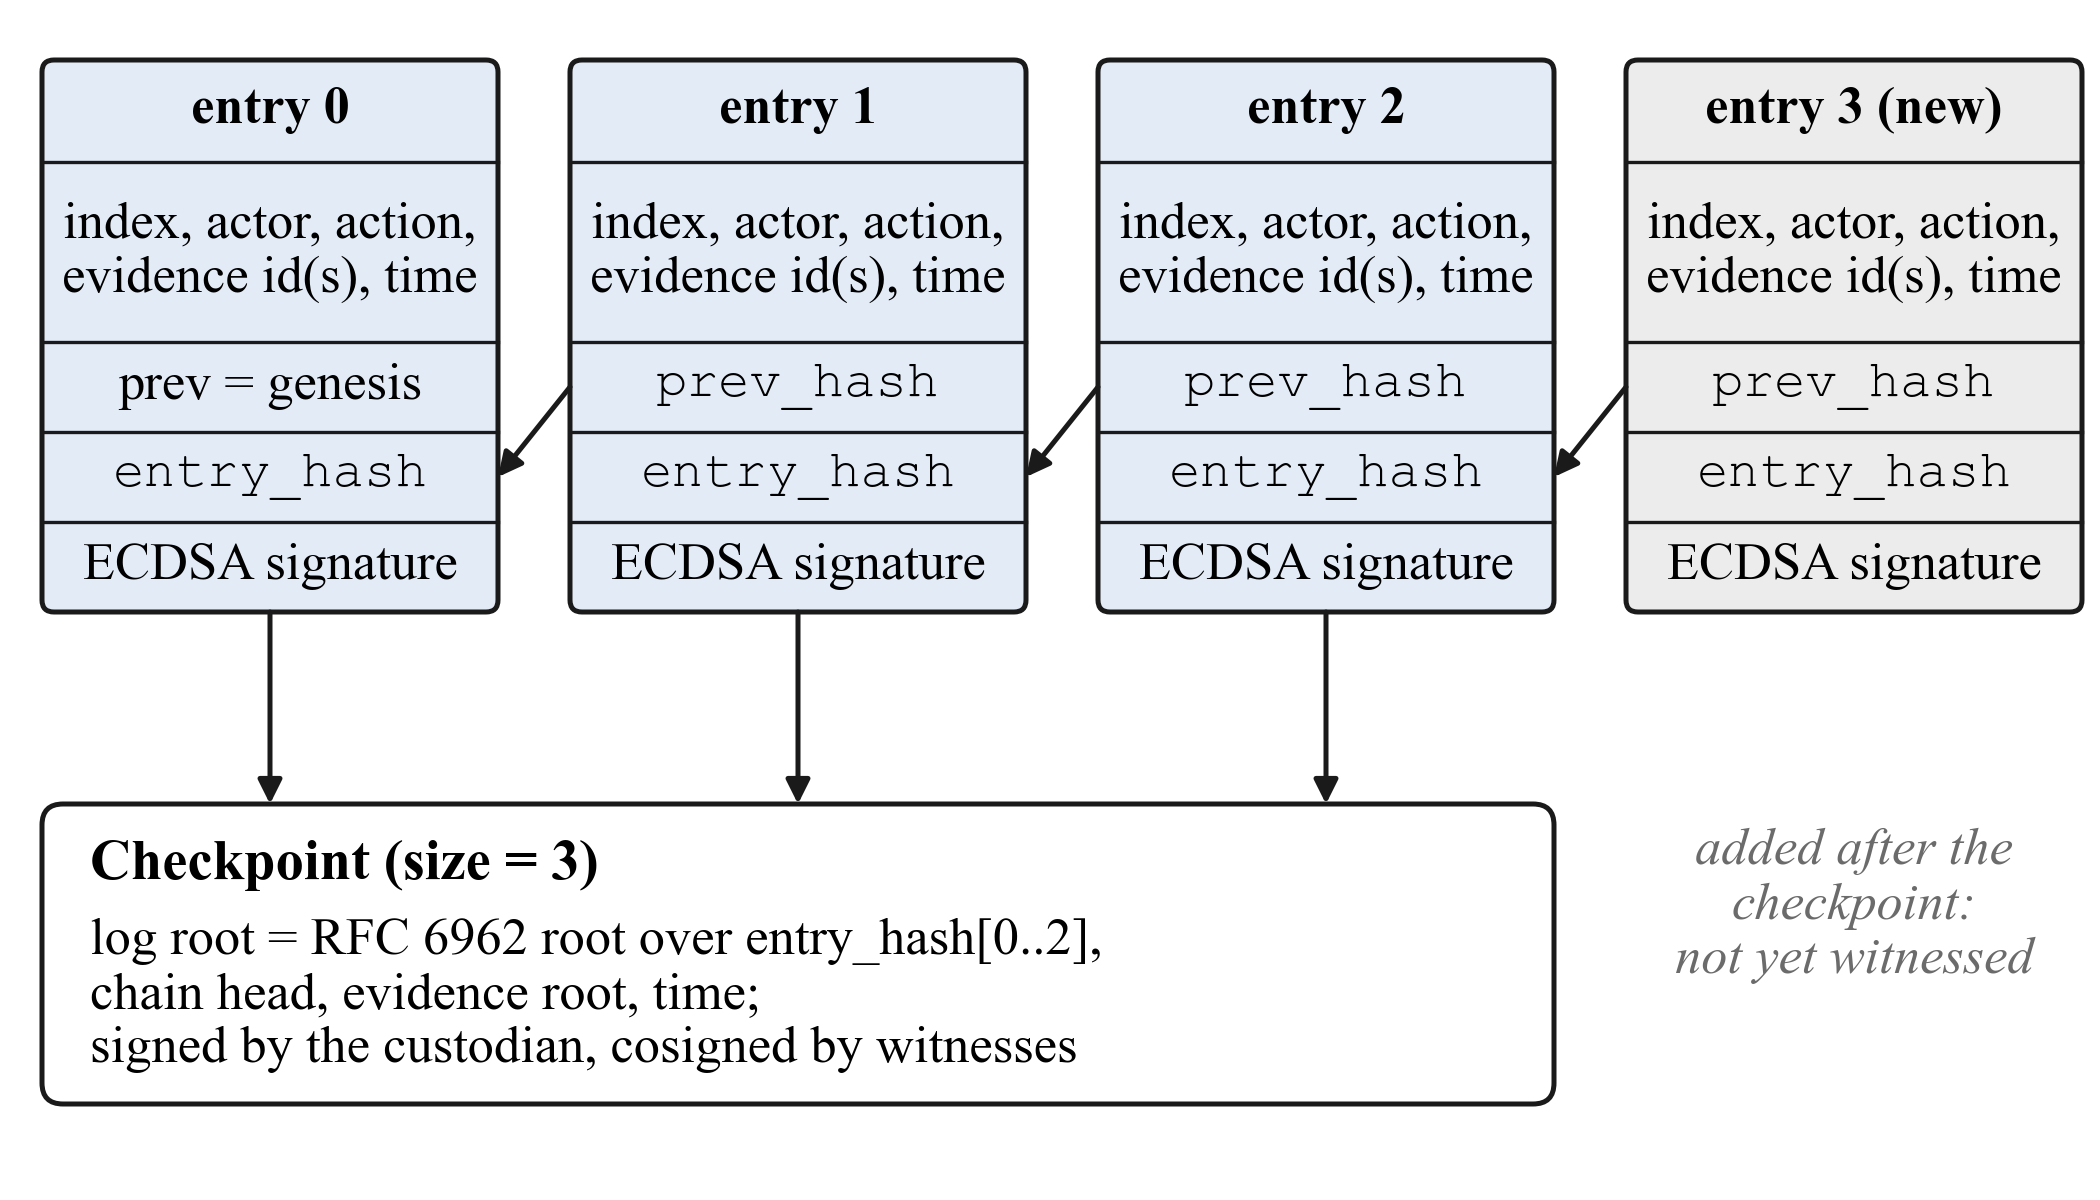 entry 0
index, actor, action,
evidence id(s), time
prev = genesis
entry_hash
ECDSA signature
entry 1
index, actor, action,
evidence id(s), time
prev_hash
entry_hash
ECDSA signature
entry 2
index, actor, action,
evidence id(s), time
prev_hash
entry_hash
ECDSA signature
entry 3 (new)
index, actor, action,
evidence id(s), time
prev_hash
entry_hash
ECDSA signature
Checkpoint (size = 3)
log root = RFC 6962 root over entry_hash[0..2],
chain head, evidence root, time;
signed by the custodian, cosigned by witnesses
added after the
checkpoint:
not yet witnessed